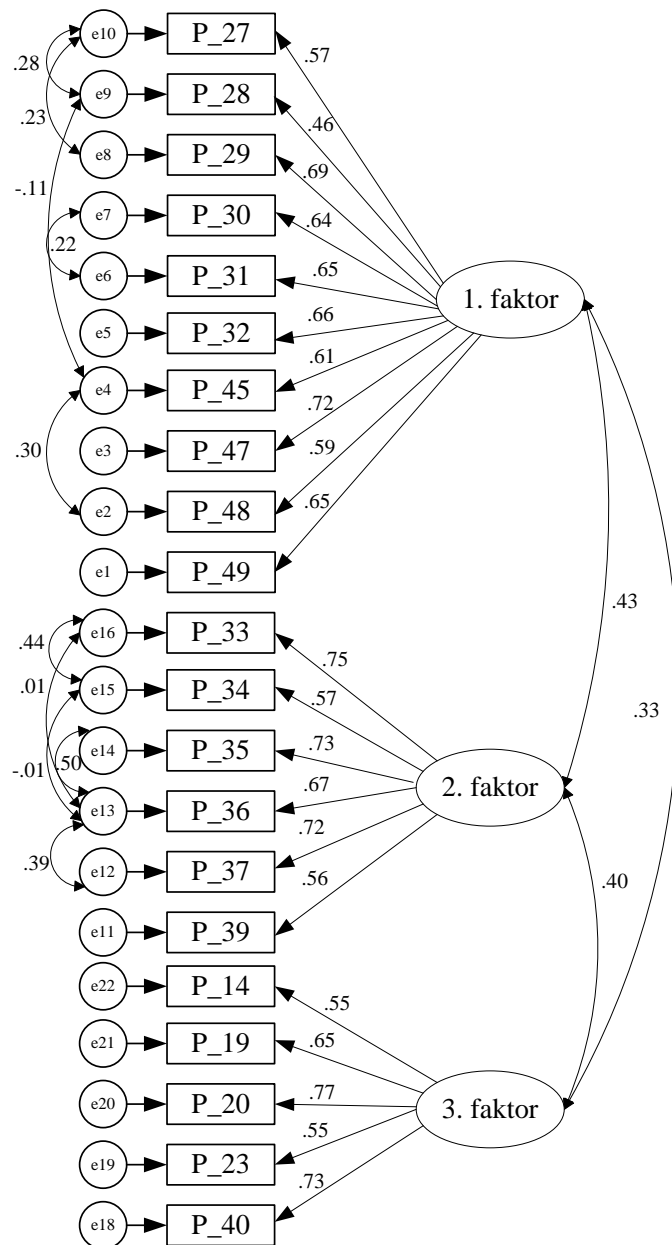 e10 P_27 .57
.28
e9 P_28 .46
.23
e8 P_29 .69
-.11
e7 P_30 .64
.22
e6 P_31 .65
1. faktor
e5 P_32 .66
e4 P_45 .61
e3 P_47 .72
.30
e2 P_48 .59
e1 P_49 .65
.43
e16 P_33 .75
.44
.01
e15 P_34 .57
.33
e14 P_35 .73
-.01 .50
2. faktor
e13 P_36 .67
e12 P_37 .72
.39
.40
e11 P_39 .56
e22 P_14 .55
e21 P_19 .65
e20 P_20 .77
3. faktor
e19 P_23 .55
e18 P_40 .73